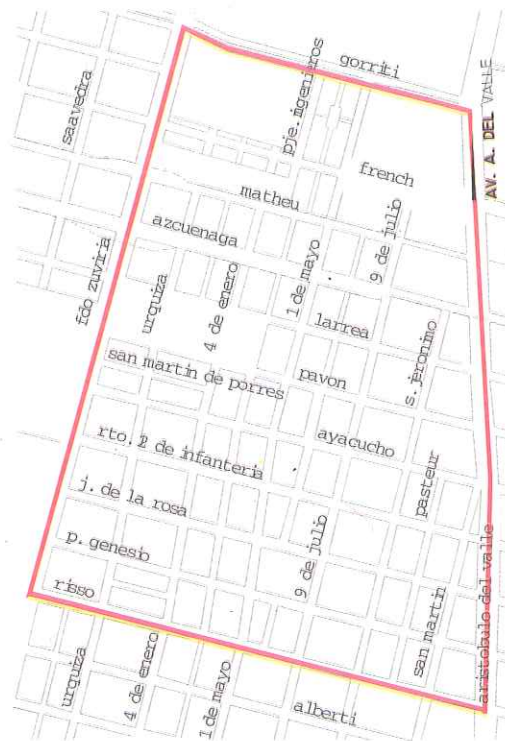 gorriti
AV. A. DEL VALLE
saavedra
pje. ingenieros
french
matheu
azcuenaga
9 de julio
fdo zuviria
urquiza
4 de enero
1 de mayo
larrea
s. jeronimo
san martin de porres
pavon
ayacucho
rto. 12 de infanteria
pasteur
j. de la rosa
p. genesio
9 de julio
risso
san martin
aristobulo del valle
urquiza
4 de enero
1 de mayo
alberti